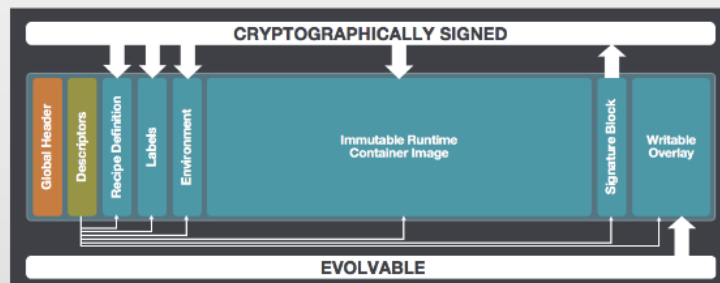 CRYPTOGRAPHICALLY SIGNED
Global Header
Descriptors
Recipe Definition
Labels
Environment
Immutable Runtime
Container Image
Signature Block
Writable
Overlay
EVOLVABLE